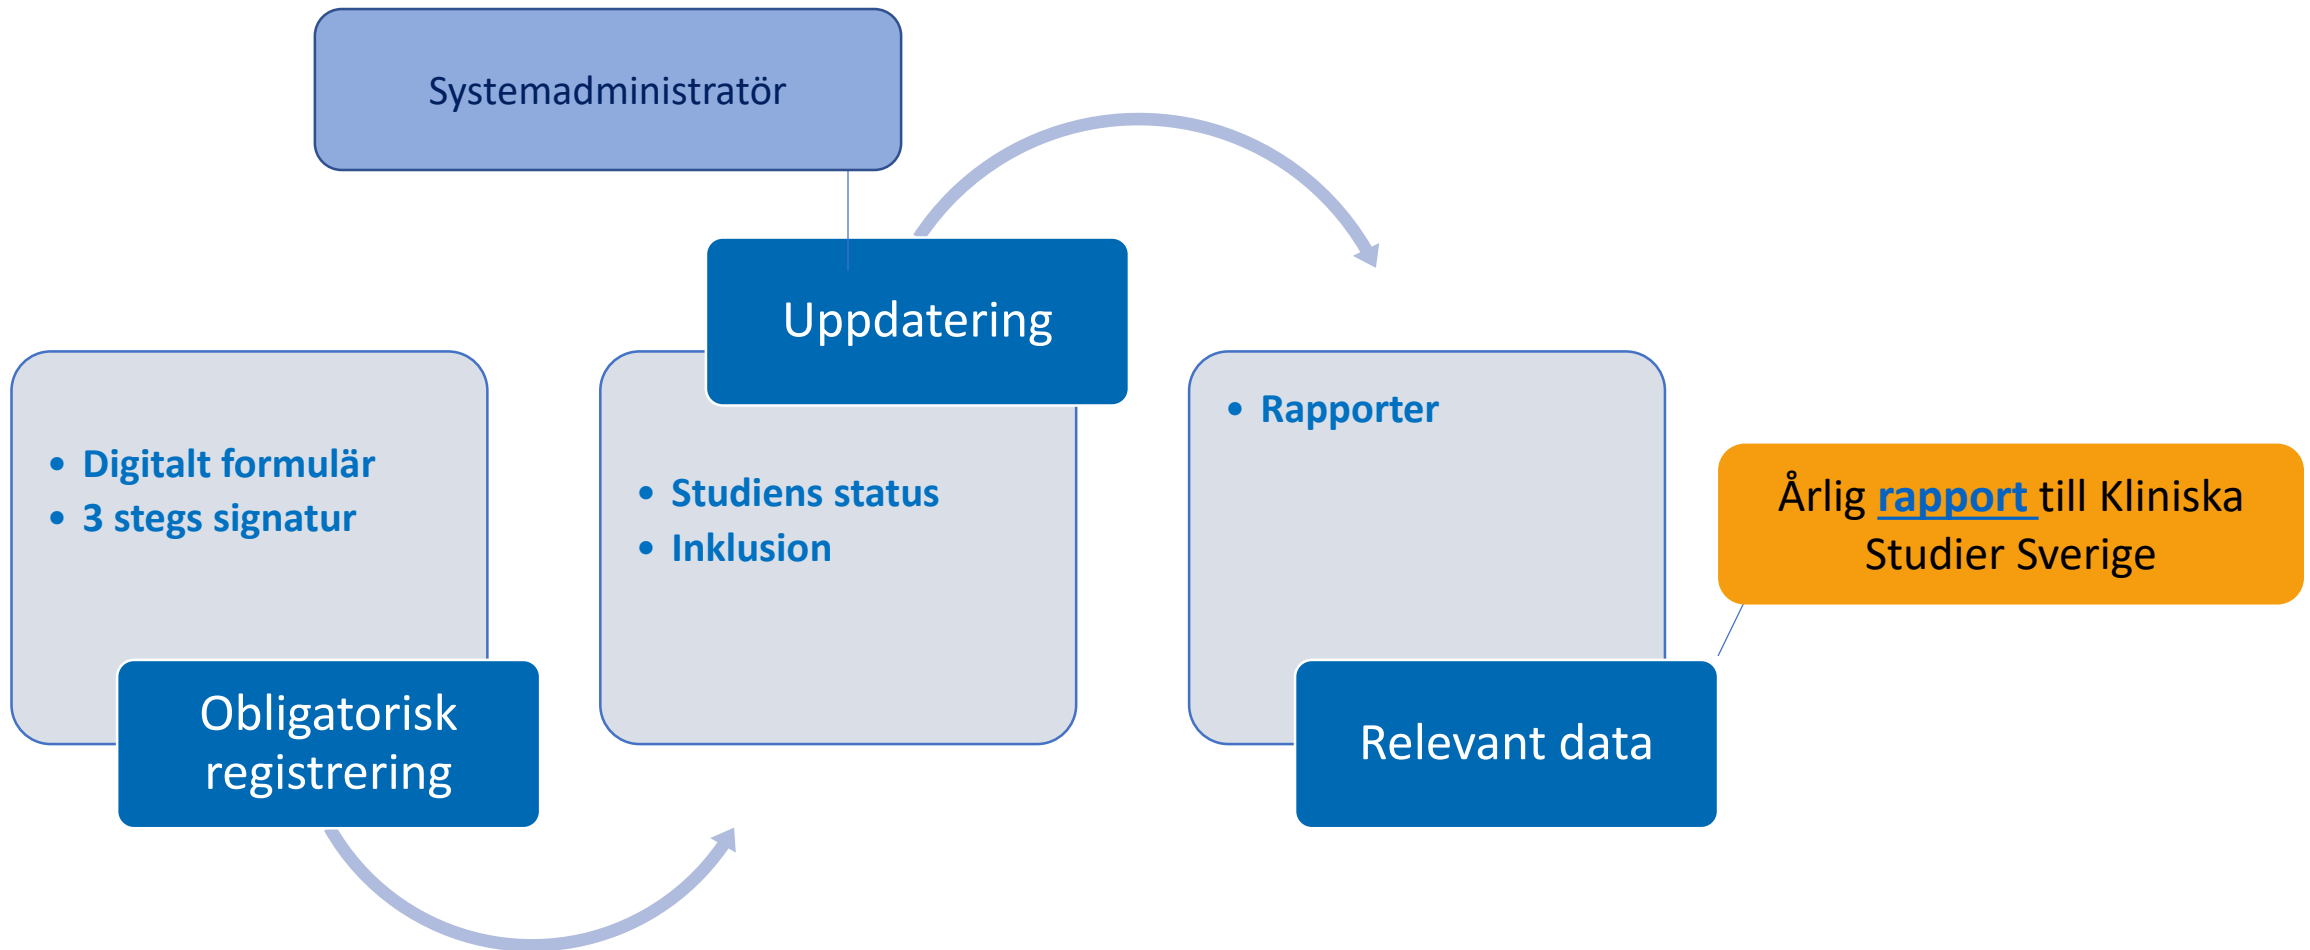 Systemadministratör
Uppdatering
• Digitalt formulär
• 3 stegs signatur
Obligatorisk
registrering
• Studiens status
• Inklusion
• Rapporter
Relevant data
Årlig rapport till Kliniska
Studier Sverige